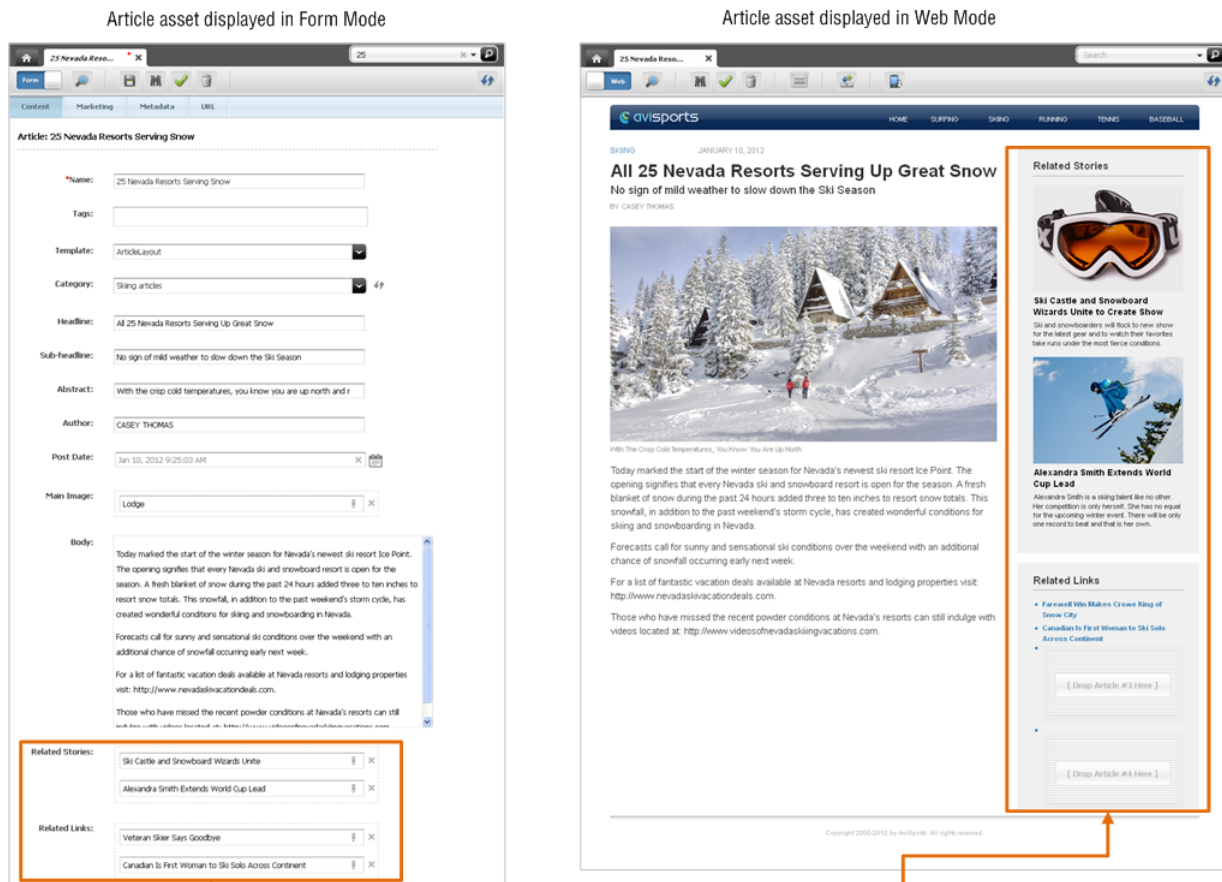 Article asset displayed in Form Mode
25 Nevada Reso... * ×
25
Form
Content Marketing Metadata URL
Article: 25 Nevada Resorts Serving Snow
*Name: 25 Nevada Resorts Serving Snow
Tags:
Template: ArticleLayout
Category: Skiing articles
Headline: All 25 Nevada Resorts Serving Up Great Snow
Sub-headline: No sign of mild weather to slow down the Ski Season
Abstract: With the crisp cold temperatures, you know you are up north and r
Author: CASEY THOMAS
Post Date: Jan 10, 2012 9:25:03 AM
Main Image: Lodge
Body:
Today marked the start of the winter season for Nevada's newest ski resort Ice Point.
The opening signifies that every Nevada ski and snowboard resort is open for the
season. A fresh blanket of snow during the past 24 hours added three to ten inches to
resort snow totals. This snowfall, in addition to the past weekend's storm cycle, has
created wonderful conditions for skiing and snowboarding in Nevada.
Forecasts call for sunny and sensational ski conditions over the weekend with an
additional chance of snowfall occurring early next week.
For a list of fantastic vacation deals available at Nevada resorts and lodging properties
visit: http://www.nevadaskivacationdeals.com.
Those who have missed the recent powder conditions at Nevada's resorts can still
Related Stories:
Ski Castle and Snowboard Wizards Unite
Alexandra Smith Extends World Cup Lead
Related Links:
Veteran Skier Says Goodbye
Canadian Is First Woman to Ski Solo Across Continent
Article asset displayed in Web Mode
25 Nevada Reso... ×
Search
Web
avisports
HOME SURFING SKIING RUNNING TENNIS BASEBALL
SKIING JANUARY 10, 2012
All 25 Nevada Resorts Serving Up Great Snow
No sign of mild weather to slow down the Ski Season
BY CASEY THOMAS
With The Crisp Cold Temperatures, You Know You Are Up North
Today marked the start of the winter season for Nevada's newest ski resort Ice Point. The
opening signifies that every Nevada ski and snowboard resort is open for the season. A fresh
blanket of snow during the past 24 hours added three to ten inches to resort snow totals. This
snowfall, in addition to the past weekend's storm cycle, has created wonderful conditions for
skiing and snowboarding in Nevada.
Forecasts call for sunny and sensational ski conditions over the weekend with an additional
chance of snowfall occurring early next week.
For a list of fantastic vacation deals available at Nevada resorts and lodging properties visit:
http://www.nevadaskivacationdeals.com.
Those who have missed the recent powder conditions at Nevada's resorts can still indulge with
videos located at: http://www.videosofnevadaskiingvacations.com.
Related Stories
Ski Castle and Snowboard
Wizards Unite to Create Show
Ski and snowboarders will flock to new show
for the latest gear and to watch their favorites
take runs under the most fierce conditions.
Alexandra Smith Extends World
Cup Lead
Alexandra Smith is a skiing talent like no other.
Her competition is only herself. She has no equal
for the upcoming winter event. There will be only
one record to beat and that is her own.
Related Links
• Farewell Win Makes Crowe King of
Snow City
• Canadian Is First Woman to Ski Solo
Across Continent
•
[ Drop Article #3 Here ]
•
[ Drop Article #4 Here ]
Copyright 2000-2012 by AviSports. All rights reserved.